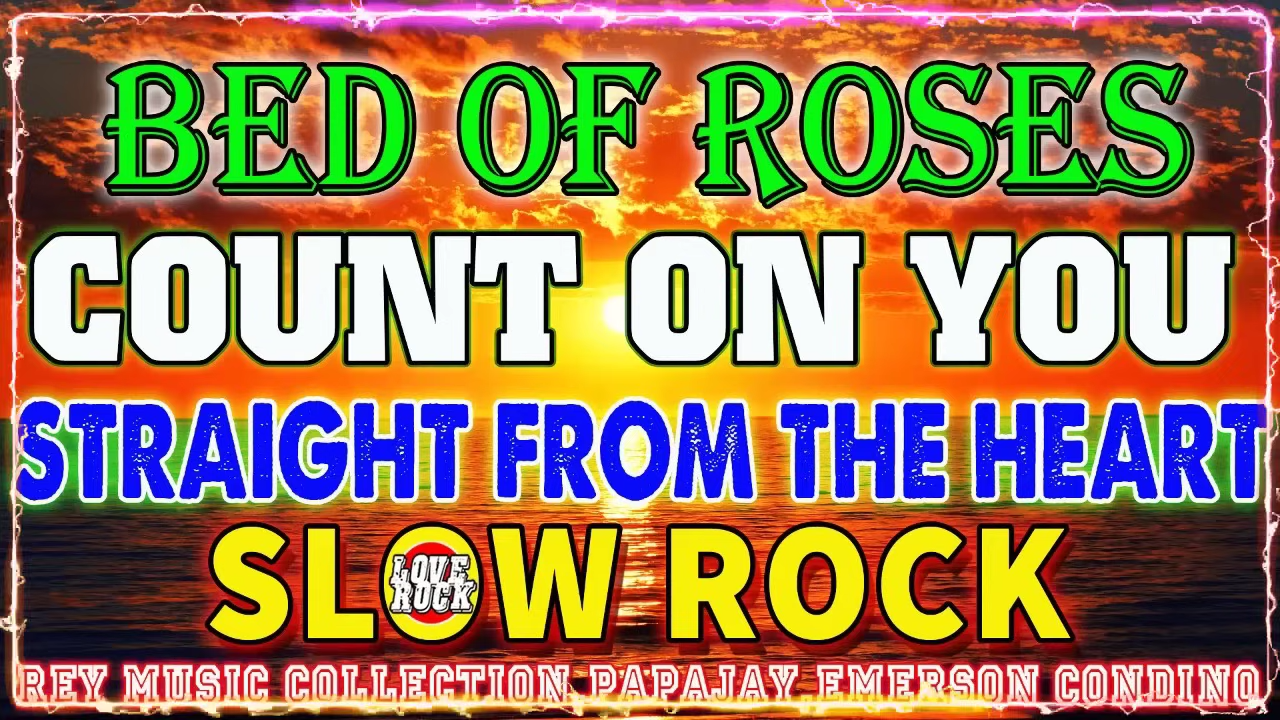 BED OF ROSES
COUNT ON YOU
STRAIGHT FROM THE HEART
SLOW ROCK
LOVE
ROCK
REY MUSIC COLLECTION PAPAJAY EMERSON CONDINO